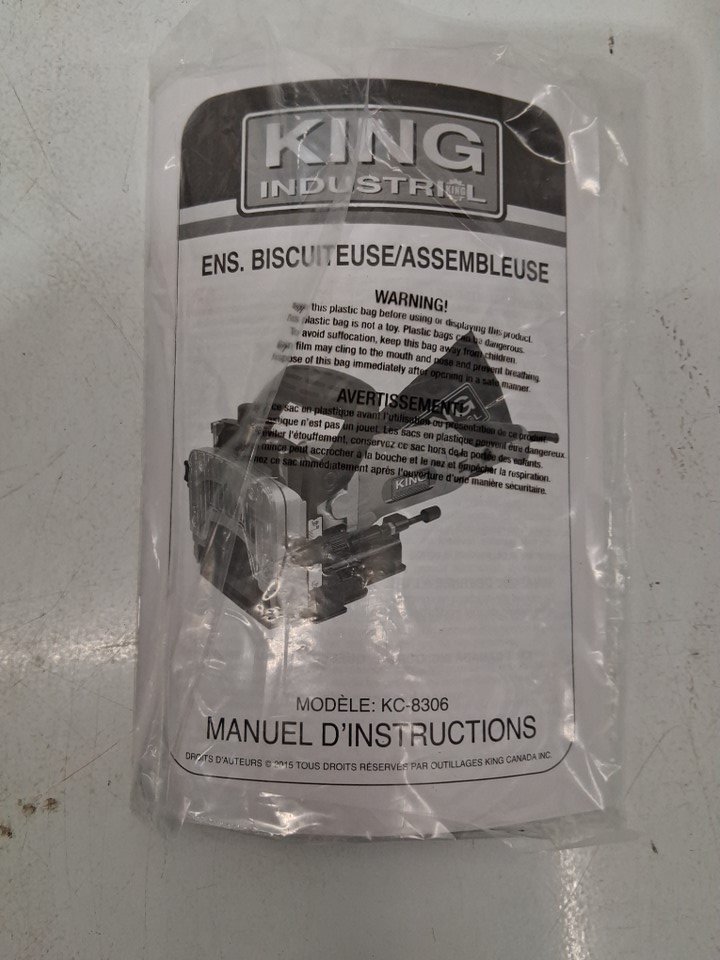 KING
INDUSTRIAL
KING
ENS. BISCUITEUSE/ASSEMBLEUSE
WARNING!
this plastic bag before using or displaying this product.
plastic bag is not a toy. Plastic bags can be dangerous.
To avoid suffocation, keep this bag away from children.
film may cling to the mouth and nose and prevent breathing.
of this bag immediately after opening in a safe manner.
AVERTISSEMENT!
ce sac en plastique avant l'utilisation ou présentation de ce produit.
n'est pas un jouet. Les sacs en plastique peuvent être dangereux.
éviter l'étouffement, conservez ce sac hors de la portée des enfants.
mince peut accrocher à la bouche et le nez et empêcher la respiration.
ce sac immédiatement après l'ouverture d'une manière sécuritaire.
KING
MODÈLE: KC-8306
MANUEL D'INSTRUCTIONS
DROITS D'AUTEURS © 2015 TOUS DROITS RÉSERVÉS PAR OUTILLAGES KING CANADA INC.